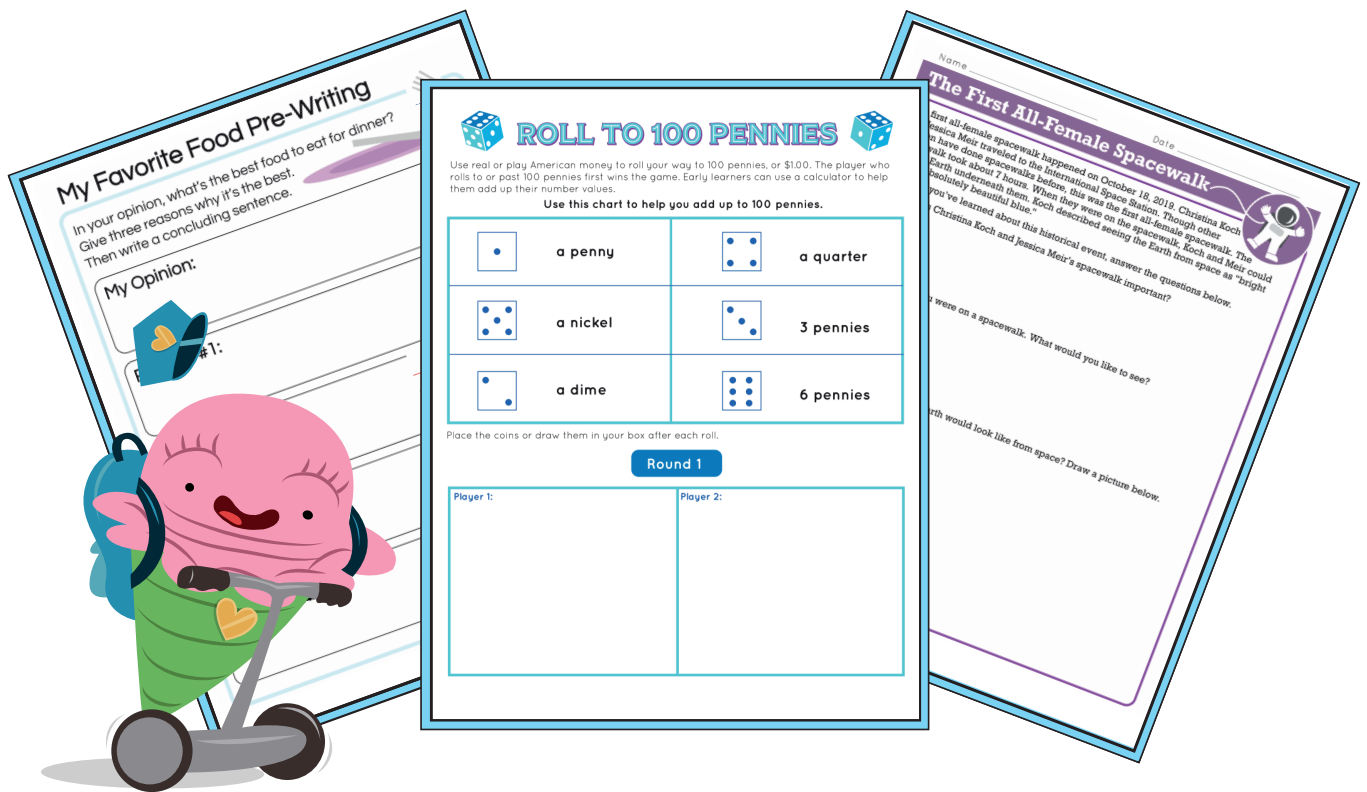 My Favorite Food Pre-Writing
In your opinion, what's the best food to eat for dinner?
Give three reasons why it's the best.
Then write a concluding sentence.
My Opinion:
#1:
ROLL TO 100 PENNIES
Use real or play American money to roll your way to 100 pennies, or $1.00. The player who
rolls to or past 100 pennies first wins the game. Early learners can use a calculator to help
them add up their number values.
Use this chart to help you add up to 100 pennies.
a penny
a quarter
a nickel
3 pennies
a dime
6 pennies
Place the coins or draw them in your box after each roll.
Round 1
Player 1:
Player 2:
Name
Date
The First All-Female Spacewalk
first all-female spacewalk happened on October 18, 2019. Christina Koch
Jessica Meir traveled to the International Space Station. Though other
have done spacewalks before, this was the first all-female spacewalk. The
walk took about 7 hours. When they were on the spacewalk, Koch and Meir could
Earth underneath them. Koch described seeing the Earth from space as "bright
absolutely beautiful blue."
you've learned about this historical event, answer the questions below.
Christina Koch and Jessica Meir's spacewalk important?
were on a spacewalk. What would you like to see?
would look like from space? Draw a picture below.